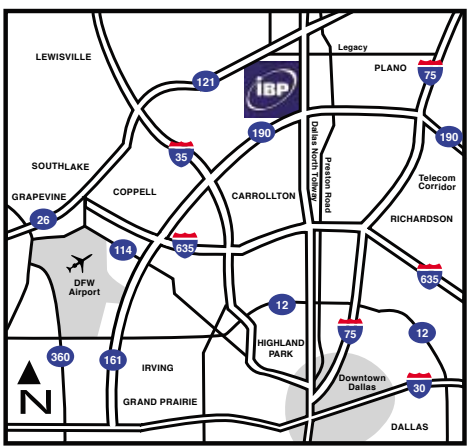 Legacy
LEWISVILLE
PLANO
75
121
iBP
190
190
35
Dallas North Tollway
Preston Road
SOUTHLAKE
Telecom
Corridor
GRAPEVINE
COPPELL
CARROLLTON
RICHARDSON
26
114
635
635
DFW
Airport
12
75
12
HIGHLAND
PARK
360
161
IRVING
Downtown
Dallas
30
N
GRAND PRAIRIE
DALLAS